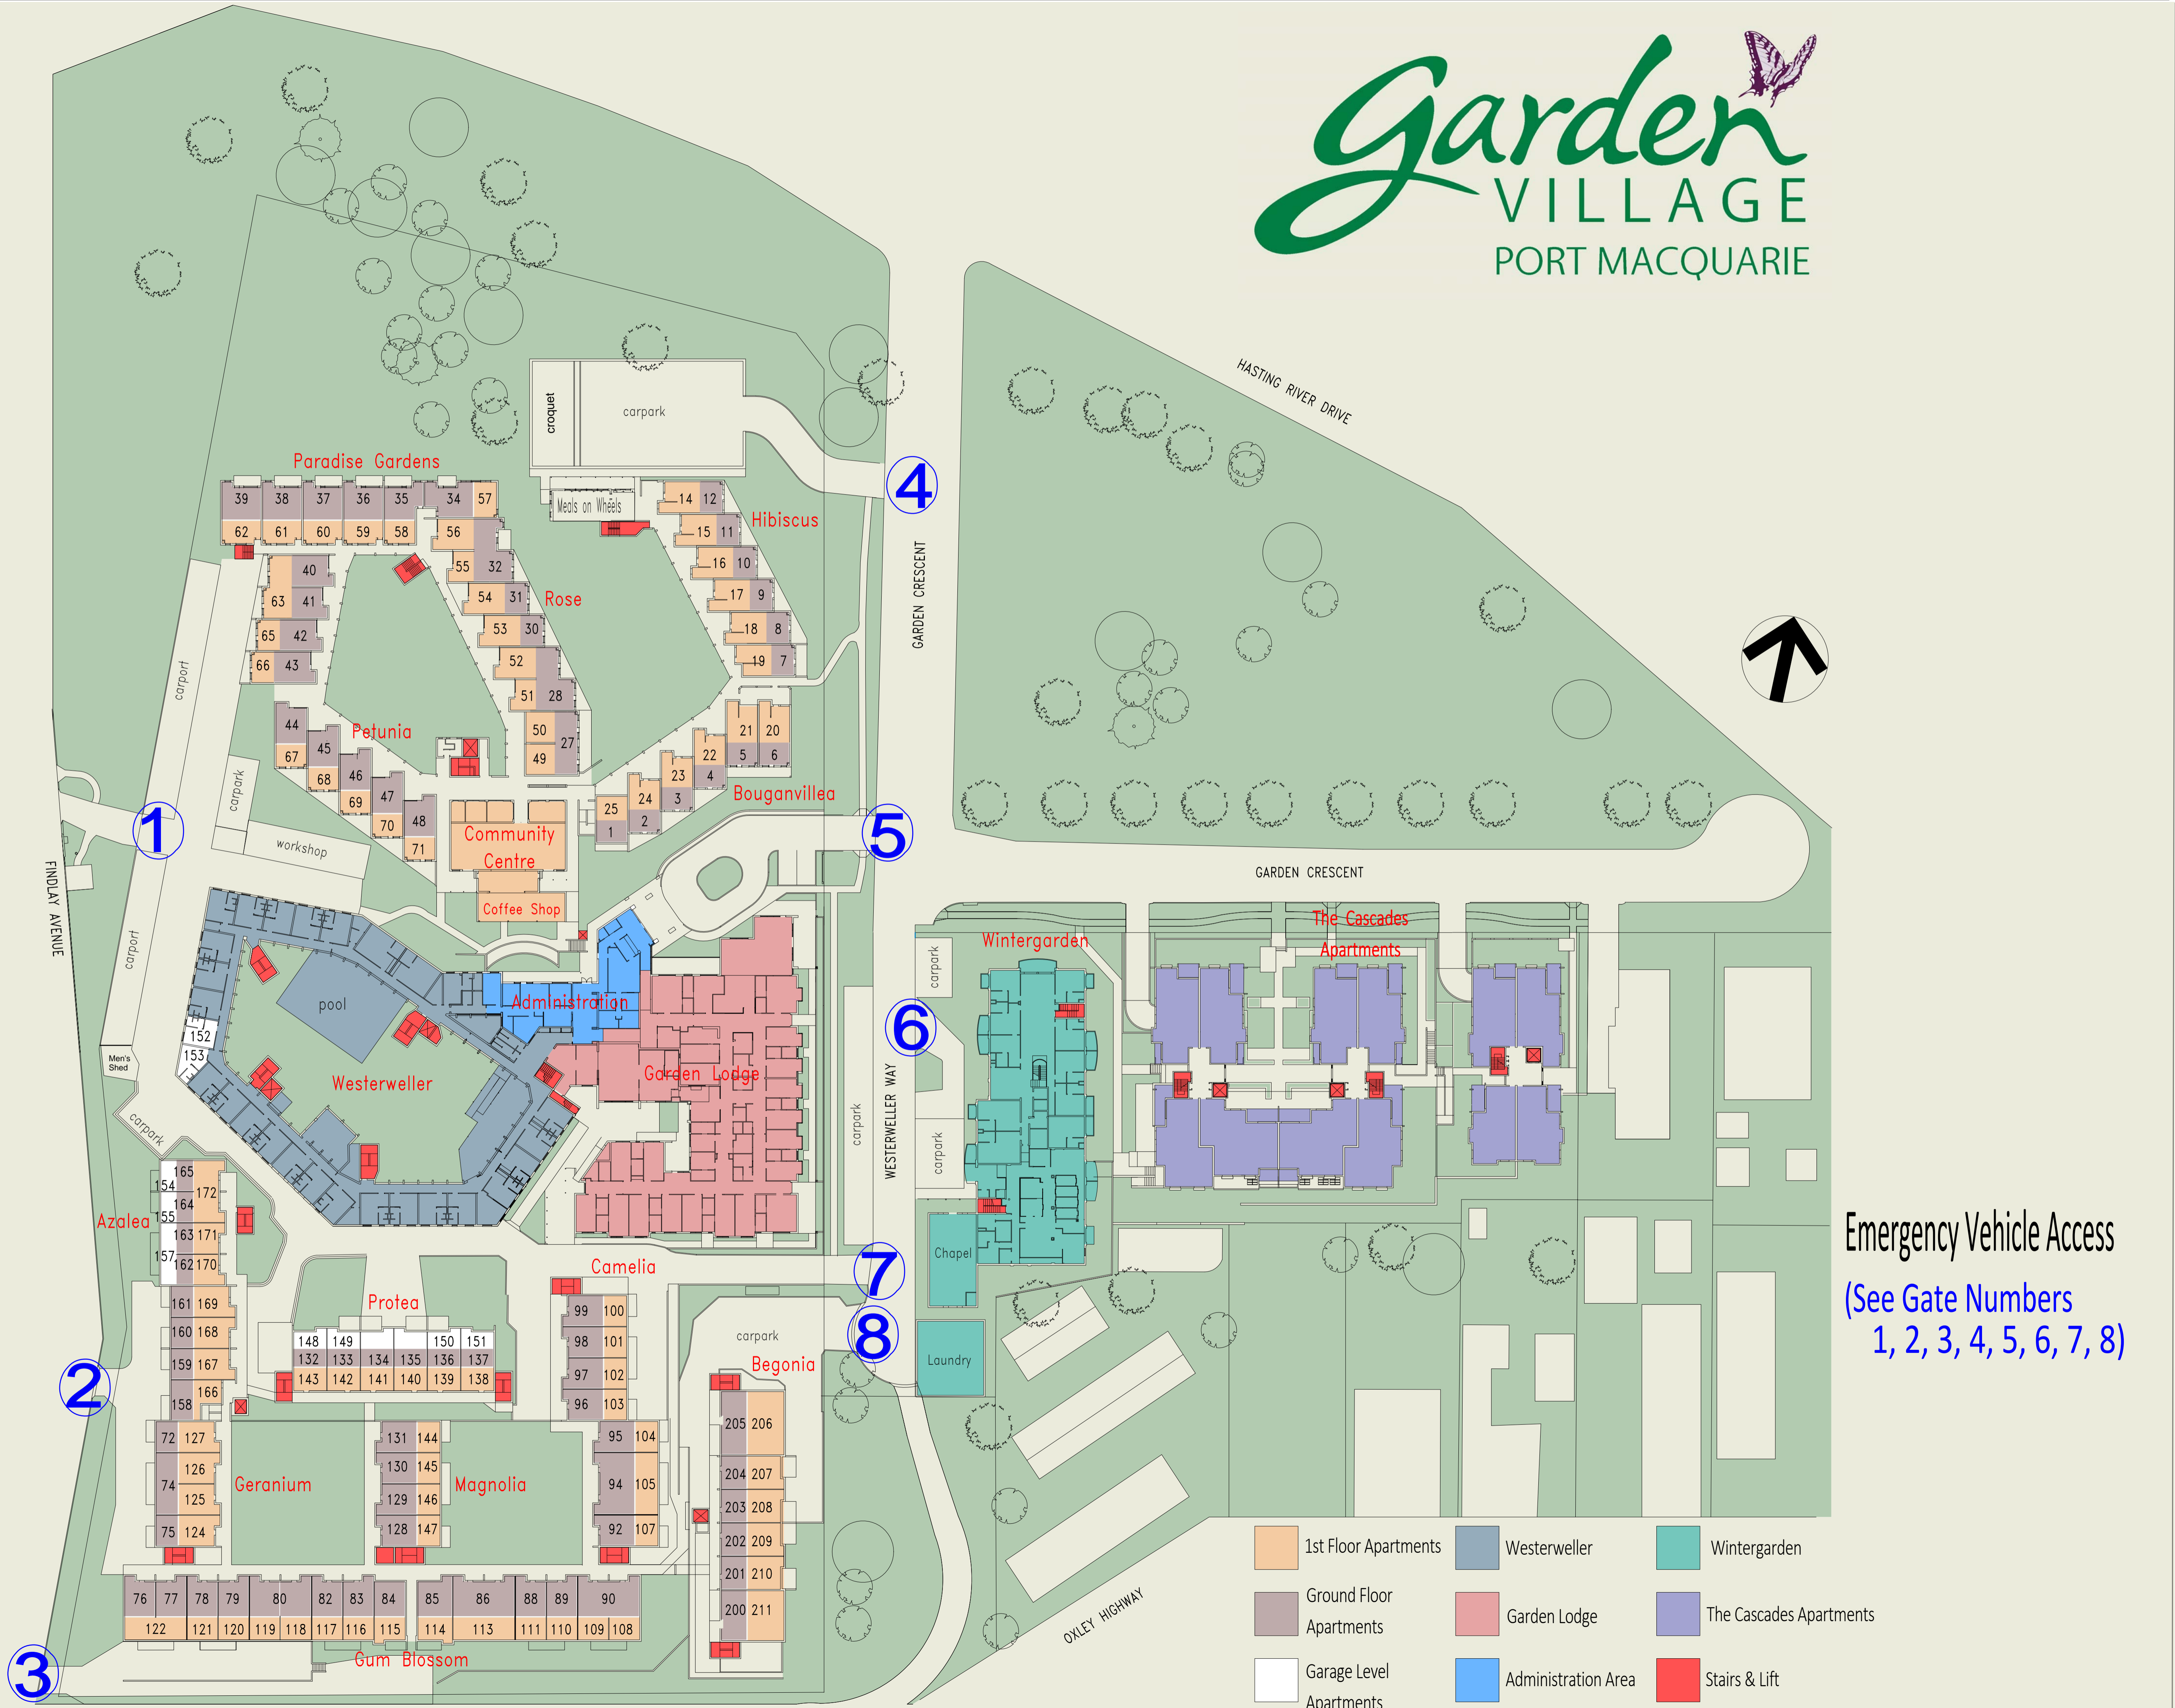 Garden
VILLAGE
PORT MACQUARIE
HASTING RIVER DRIVE
croquet
carpark
4
Paradise Gardens
39 38 37 36 35 34 57
62 61 60 59 58 56
Meals on Wheels
14 12
Hibiscus
15 11
16 10
17 9
18 8
19 7
GARDEN CRESCENT
40
63 41
65 42
66 43
55 32
54 31
Rose
53 30
52
51 28
50
27
49
carport
44
67
Petunia
45
68
46
69
47
70
48
71
21 20
5 6
22
4
23
3
24
2
25
1
Bouganvillea
carpark
1
workshop
Community
Centre
Coffee Shop
5
GARDEN CRESCENT
FINDLAY AVENUE
carport
The Cascades
Apartments
Wintergarden
carpark
pool
Administration
152
153
Men's
Shed
6
Westerweller
Garden Lodge
WESTERWELLER WAY
carpark
carpark
carpark
165
154
172
164
155
Azalea
163 171
157
162 170
161 169
160 168
159 167
166
158
2
Chapel
7
Camelia
Protea
148 149 150 151
132 133 134 135 136 137
143 142 141 140 139 138
99 100
98 101
97 102
96 103
carpark
8
Begonia
Laundry
Emergency Vehicle Access
(See Gate Numbers
1, 2, 3, 4, 5, 6, 7, 8)
72 127
126
74
125
75 124
Geranium
131 144
130 145
129 146
128 147
Magnolia
95 104
94 105
92 107
205 206
204 207
203 208
202 209
201 210
200 211
76 77 78 79 80 82 83 84 85 86 88 89 90
122 121 120 119 118 117 116 115 114 113 111 110 109 108
Gum Blossom
3
OXLEY HIGHWAY
1st Floor Apartments
Westerweller
Wintergarden
Ground Floor
Apartments
Garden Lodge
The Cascades Apartments
Garage Level
Apartments
Administration Area
Stairs & Lift